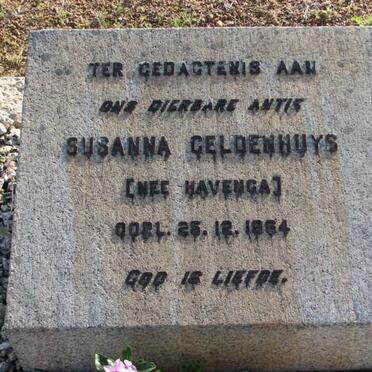 TER GEDAGTENIS AAN
ONS DIERBARE ANTIE
SUSANNA GELDENHUYS
[NEE HAVENGA]
OORL. 25. 12. 1964
GOD IS LIEFDE.